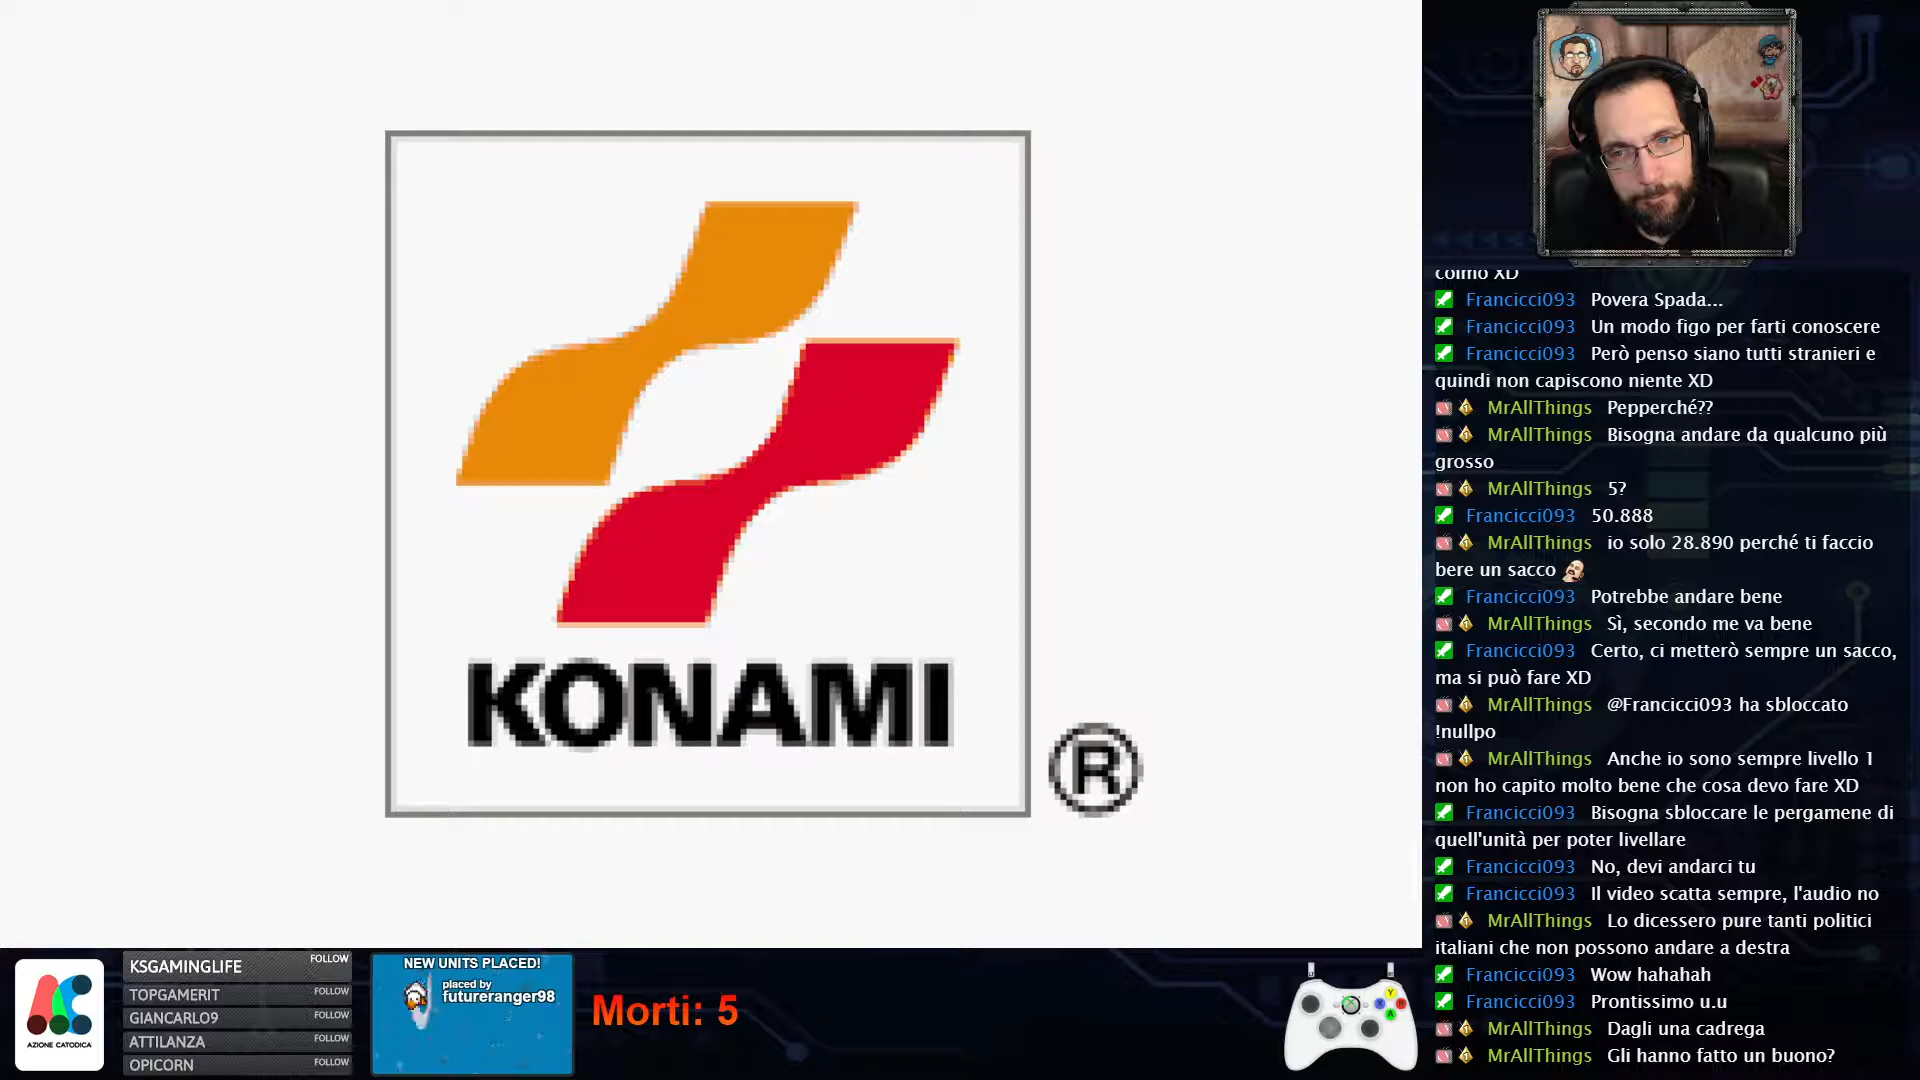 KONAMI
®
colmo XD
Francicci093 Povera Spada...
Francicci093 Un modo figo per farti conoscere
Francicci093 Però penso siano tutti stranieri e
quindi non capiscono niente XD
MrAllThings Pepperché??
MrAllThings Bisogna andare da qualcuno più
grosso
MrAllThings 5?
Francicci093 50.888
MrAllThings io solo 28.890 perché ti faccio
bere un sacco
Francicci093 Potrebbe andare bene
MrAllThings Sì, secondo me va bene
Francicci093 Certo, ci metterò sempre un sacco,
ma si può fare XD
MrAllThings @Francicci093 ha sbloccato
!nullpo
MrAllThings Anche io sono sempre livello 1
non ho capito molto bene che cosa devo fare XD
Francicci093 Bisogna sbloccare le pergamene di
quell'unità per poter livellare
Francicci093 No, devi andarci tu
Francicci093 Il video scatta sempre, l'audio no
MrAllThings Lo dicessero pure tanti politici
italiani che non possono andare a destra
Francicci093 Wow hahahah
Francicci093 Prontissimo u.u
MrAllThings Dagli una cadrega
MrAllThings Gli hanno fatto un buono?
AZIONE CATODICA
KSGAMINGLIFE FOLLOW
TOPGAMERIT FOLLOW
GIANCARLO9 FOLLOW
ATTILANZA FOLLOW
OPICORN FOLLOW
NEW UNITS PLACED!
placed by
futureranger98
Morti: 5
Y
X
A